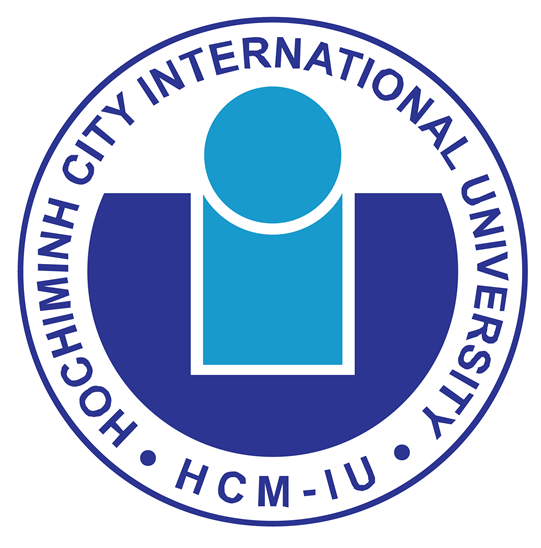 HOCHIMINH CITY INTERNATIONAL UNIVERSITY
• HCM-IU •